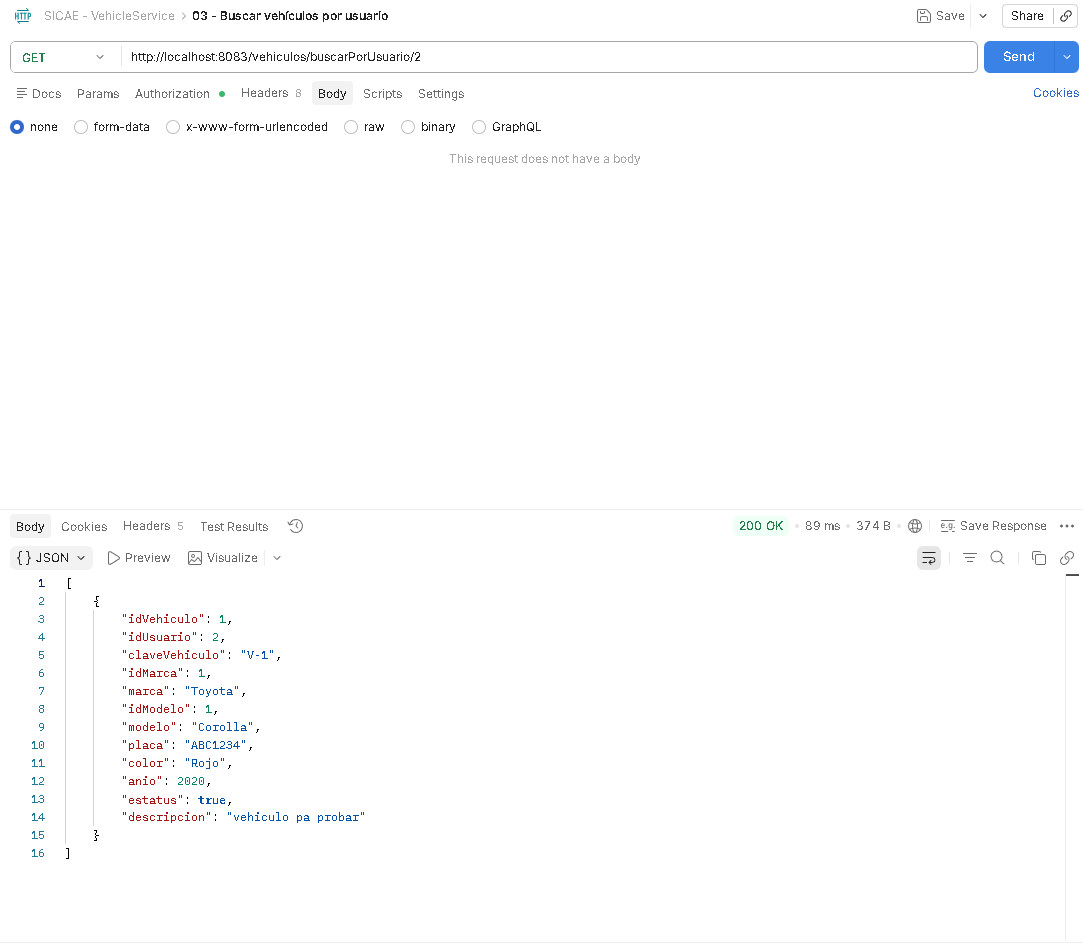 HTTP SICAE - VehicleService > 03 - Buscar vehículos por usuario Save Share
GET http://localhost:8083/vehiculos/buscarPorUsuario/2 Send
Docs Params Authorization Headers 8 Body Scripts Settings Cookies
none form-data x-www-form-urlencoded raw binary GraphQL
This request does not have a body
Body Cookies Headers 5 Test Results 200 OK • 89 ms • 374 B • e.g. Save Response
{} JSON Preview Visualize
1 [
2 {
3 "idVehiculo": 1,
4 "idUsuario": 2,
5 "claveVehiculo": "V-1",
6 "idMarca": 1,
7 "marca": "Toyota",
8 "idModelo": 1,
9 "modelo": "Corolla",
10 "placa": "ABC1234",
11 "color": "Rojo",
12 "anio": 2020,
13 "estatus": true,
14 "descripcion": "vehiculo pa probar"
15 }
16 ]